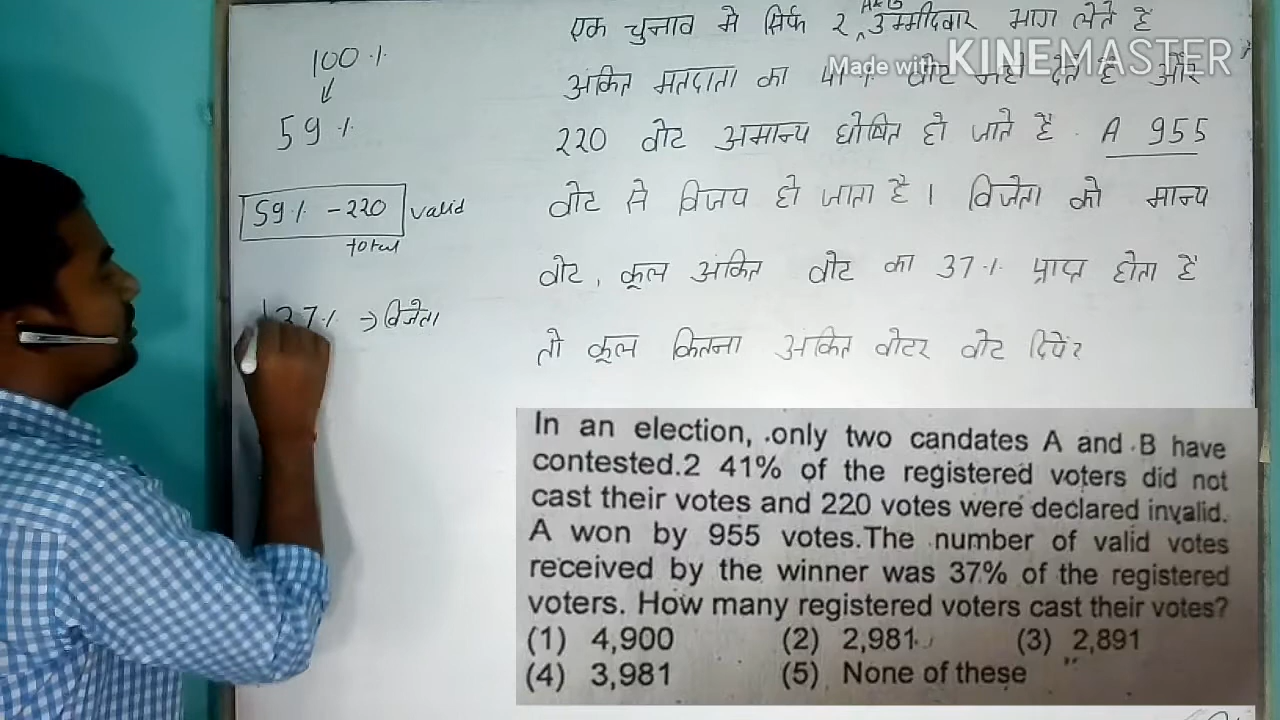 100 %
↓
59 %
59 % - 220 valid
total
37 % → विजेता
एक चुनाव मे सिर्फ 2 उम्मीदवार भाग लेते है
A & B
Made with KINEMASTER
अंकित मतदाता का 41 % वोट नही देते है और
220 वोट अमान्य घोषित हो जाते है . A 955
वोट से विजय हो जाता है । विजेता को मान्य
वोट , कूल अंकित वोट का 37 % प्राप्त होता है
तो कूल कितना अंकित वोटर वोट दिये ?
In an election, .only two candates A and B have
contested.2 41% of the registered voters did not
cast their votes and 220 votes were declared invalid.
A won by 955 votes.The number of valid votes
received by the winner was 37% of the registered
voters. How many registered voters cast their votes?
(1) 4,900 (2) 2,981 (3) 2,891
(4) 3,981 (5) None of these